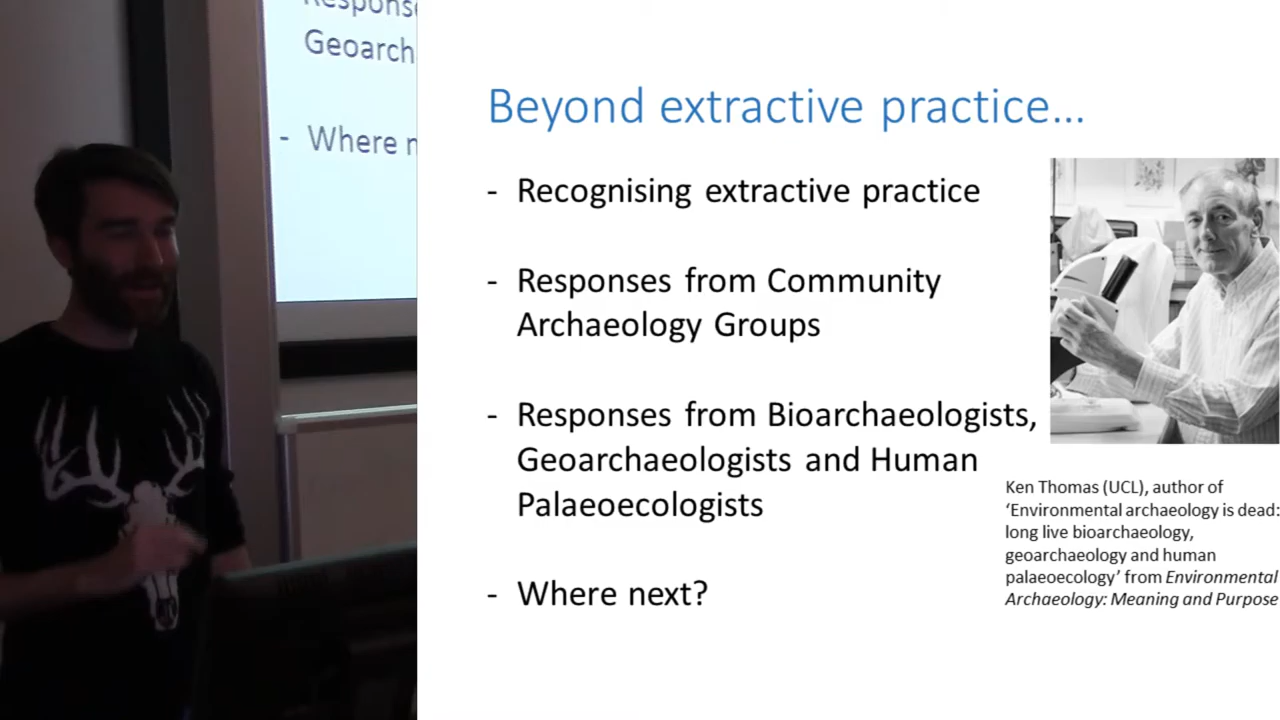 Respons
Geoarch
- Where n
Beyond extractive practice...
- Recognising extractive practice
- Responses from Community
Archaeology Groups
- Responses from Bioarchaeologists,
Geoarchaeologists and Human
Palaeoecologists
- Where next?
Ken Thomas (UCL), author of
‘Environmental archaeology is dead:
long live bioarchaeology,
geoarchaeology and human
palaeoecology’ from Environmental
Archaeology: Meaning and Purpose